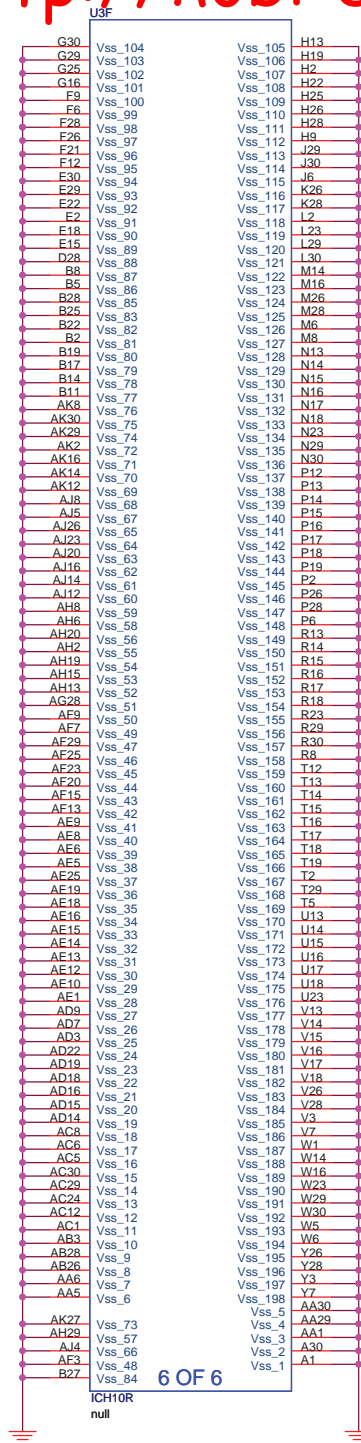 U3F
G30 Vss_104 Vss_105 H13
G29 Vss_103 Vss_106 H19
G25 Vss_102 Vss_107 H2
G16 Vss_101 Vss_108 H22
F9 Vss_100 Vss_109 H25
F6 Vss_99 Vss_110 H26
F28 Vss_98 Vss_111 H28
F26 Vss_97 Vss_112 H9
F21 Vss_96 Vss_113 J29
F12 Vss_95 Vss_114 J30
E30 Vss_94 Vss_115 J6
E29 Vss_93 Vss_116 K26
E22 Vss_92 Vss_117 K28
E2 Vss_91 Vss_118 L2
E18 Vss_90 Vss_119 L23
E15 Vss_89 Vss_120 L29
D28 Vss_88 Vss_121 L30
B8 Vss_87 Vss_122 M14
B5 Vss_86 Vss_123 M16
B28 Vss_85 Vss_124 M26
B25 Vss_83 Vss_125 M28
B22 Vss_82 Vss_126 M6
B2 Vss_81 Vss_127 M8
B19 Vss_80 Vss_128 N13
B17 Vss_79 Vss_129 N14
B14 Vss_78 Vss_130 N15
B11 Vss_77 Vss_131 N16
AK8 Vss_76 Vss_132 N17
AK30 Vss_75 Vss_133 N18
AK29 Vss_74 Vss_134 N23
AK2 Vss_72 Vss_135 N29
AK16 Vss_71 Vss_136 N30
AK14 Vss_70 Vss_137 P12
AK12 Vss_69 Vss_138 P13
AJ8 Vss_68 Vss_139 P14
AJ5 Vss_67 Vss_140 P15
AJ26 Vss_65 Vss_141 P16
AJ23 Vss_64 Vss_142 P17
AJ20 Vss_63 Vss_143 P18
AJ16 Vss_62 Vss_144 P19
AJ14 Vss_61 Vss_145 P2
AJ12 Vss_60 Vss_146 P26
AH8 Vss_59 Vss_147 P28
AH6 Vss_58 Vss_148 P6
AH20 Vss_56 Vss_149 R13
AH2 Vss_55 Vss_150 R14
AH19 Vss_54 Vss_151 R15
AH15 Vss_53 Vss_152 R16
AH13 Vss_52 Vss_153 R17
AG28 Vss_51 Vss_154 R18
AF9 Vss_50 Vss_155 R23
AF7 Vss_49 Vss_156 R29
AF29 Vss_47 Vss_157 R30
AF25 Vss_46 Vss_158 R8
AF23 Vss_45 Vss_159 T12
AF20 Vss_44 Vss_160 T13
AF15 Vss_43 Vss_161 T14
AF13 Vss_42 Vss_162 T15
AE9 Vss_41 Vss_163 T16
AE8 Vss_40 Vss_164 T17
AE6 Vss_39 Vss_165 T18
AE5 Vss_38 Vss_166 T19
AE25 Vss_37 Vss_167 T2
AE19 Vss_36 Vss_168 T29
AE18 Vss_35 Vss_169 T5
AE16 Vss_34 Vss_170 U13
AE15 Vss_33 Vss_171 U14
AE14 Vss_32 Vss_172 U15
AE13 Vss_31 Vss_173 U16
AE12 Vss_30 Vss_174 U17
AE10 Vss_29 Vss_175 U18
AE1 Vss_28 Vss_176 U23
AD9 Vss_27 Vss_177 V13
AD7 Vss_26 Vss_178 V14
AD3 Vss_25 Vss_179 V15
AD22 Vss_24 Vss_180 V16
AD19 Vss_23 Vss_181 V17
AD18 Vss_22 Vss_182 V18
AD16 Vss_21 Vss_183 V26
AD15 Vss_20 Vss_184 V28
AD14 Vss_19 Vss_185 V3
AC8 Vss_18 Vss_186 V7
AC6 Vss_17 Vss_187 W1
AC5 Vss_16 Vss_188 W14
AC30 Vss_15 Vss_189 W16
AC29 Vss_14 Vss_190 W23
AC24 Vss_13 Vss_191 W29
AC12 Vss_12 Vss_192 W30
AC1 Vss_11 Vss_193 W5
AB3 Vss_10 Vss_194 W6
AB28 Vss_9 Vss_195 Y26
AB26 Vss_8 Vss_196 Y28
AA6 Vss_7 Vss_197 Y3
AA5 Vss_6 Vss_198 Y7
Vss_5 AA30
AK27 Vss_73 Vss_4 AA29
AH29 Vss_57 Vss_3 AA1
AJ4 Vss_66 Vss_2 A30
AF3 Vss_48 Vss_1 A1
B27 Vss_84 6 OF 6
ICH10R
null